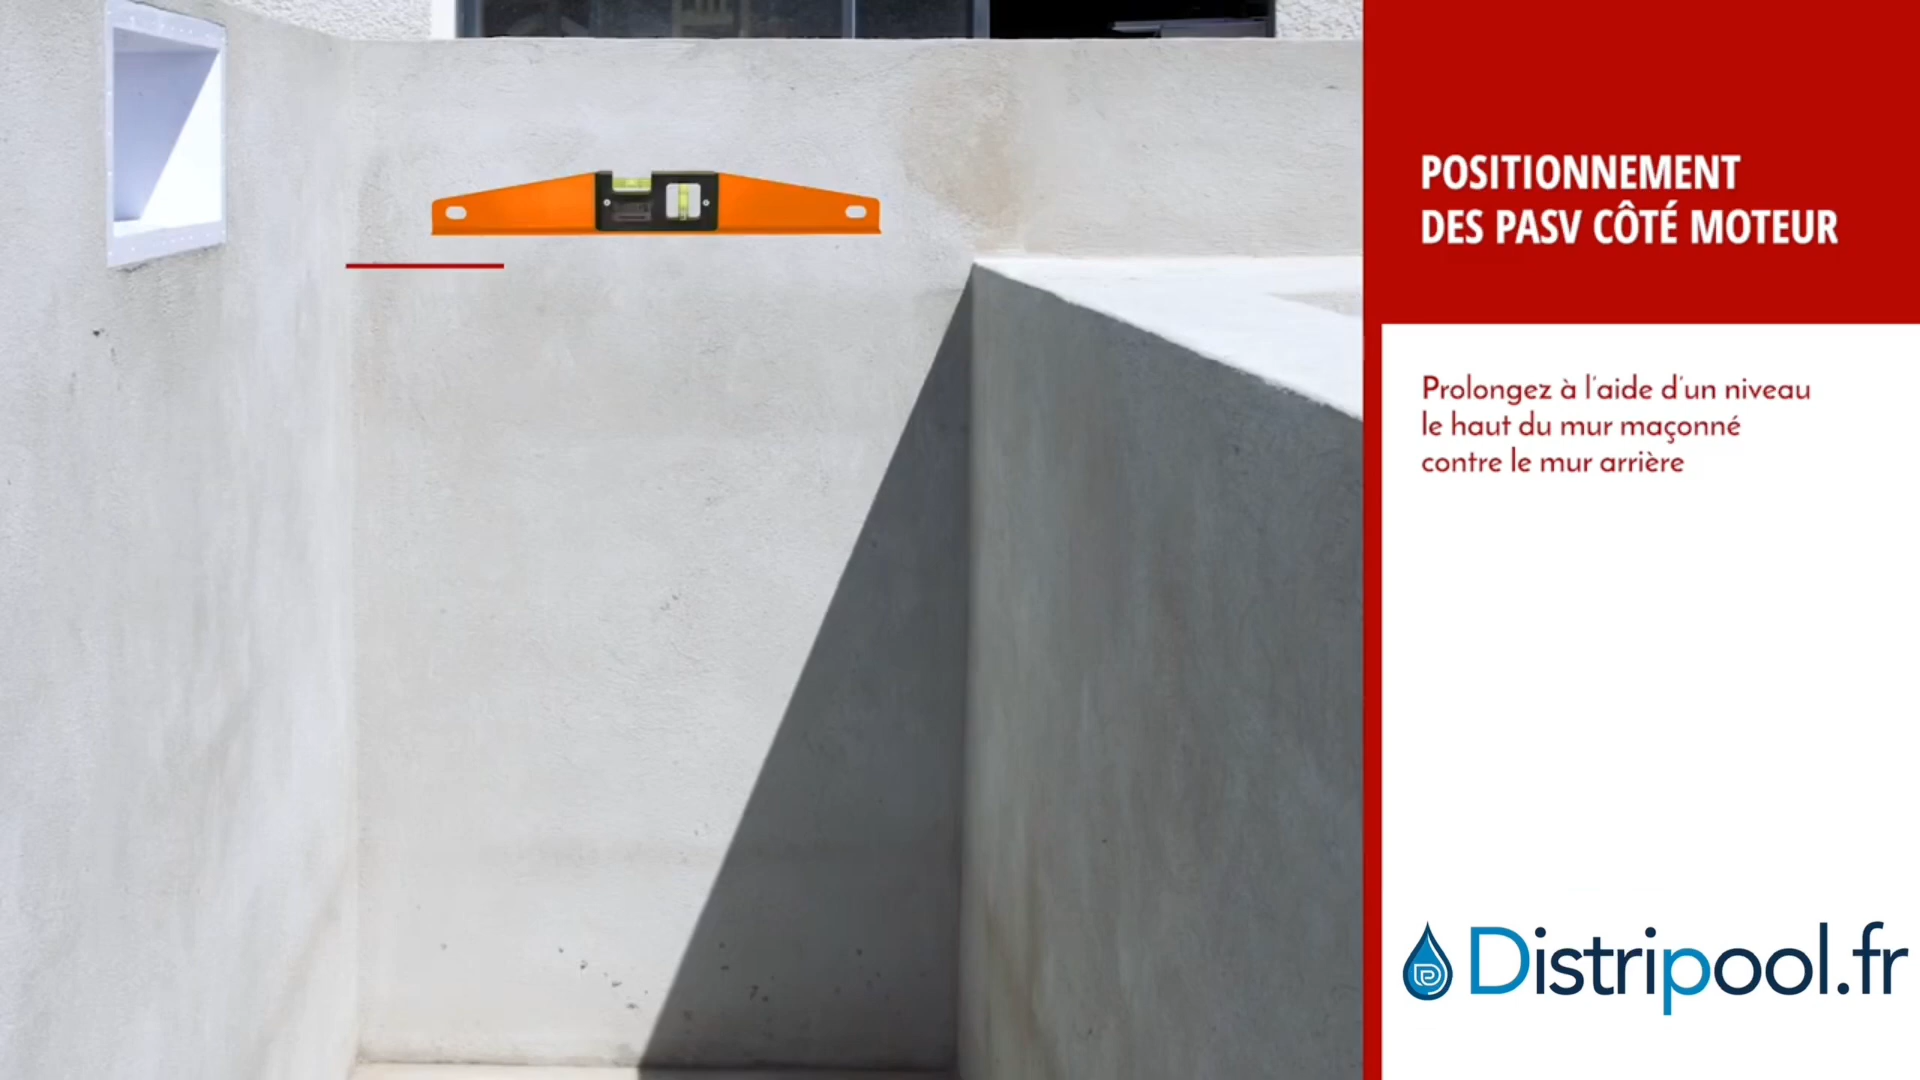 POSITIONNEMENT
DES PASV CÔTÉ MOTEUR
Prolongez à l'aide d'un niveau
le haut du mur maçonné
contre le mur arrière
Distripool.fr